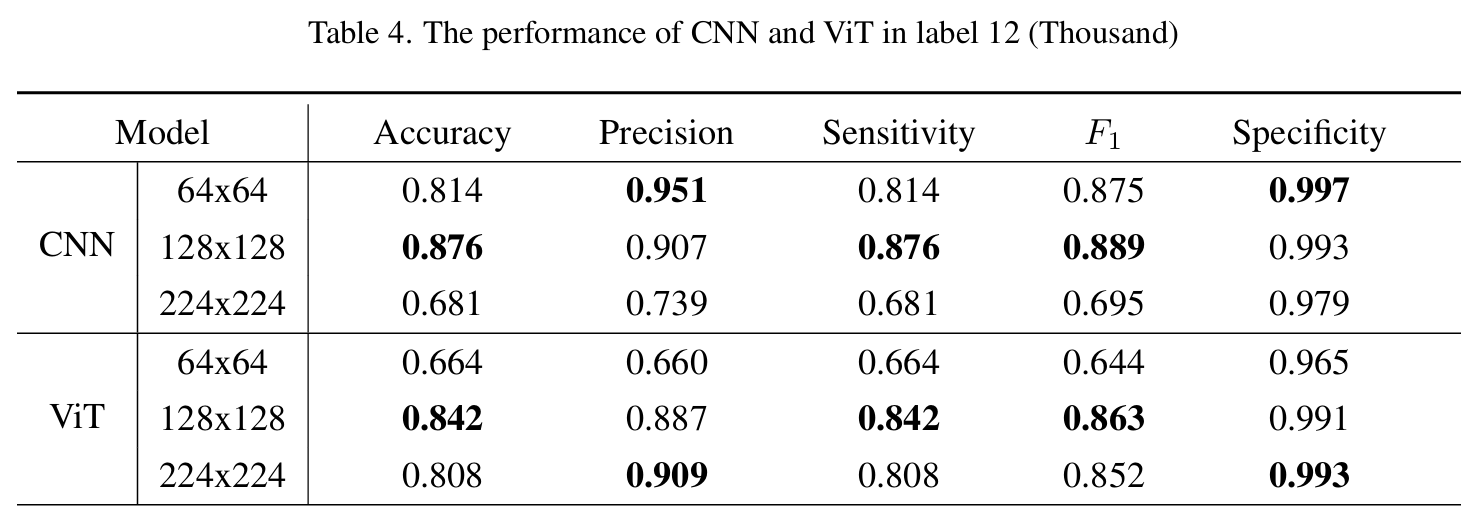 Table 4. The performance of CNN and ViT in label 12 (Thousand)
Model Accuracy Precision Sensitivity F1 Specificity
CNN 64x64 0.814 0.951 0.814 0.875 0.997
128x128 0.876 0.907 0.876 0.889 0.993
224x224 0.681 0.739 0.681 0.695 0.979
ViT 64x64 0.664 0.660 0.664 0.644 0.965
128x128 0.842 0.887 0.842 0.863 0.991
224x224 0.808 0.909 0.808 0.852 0.993